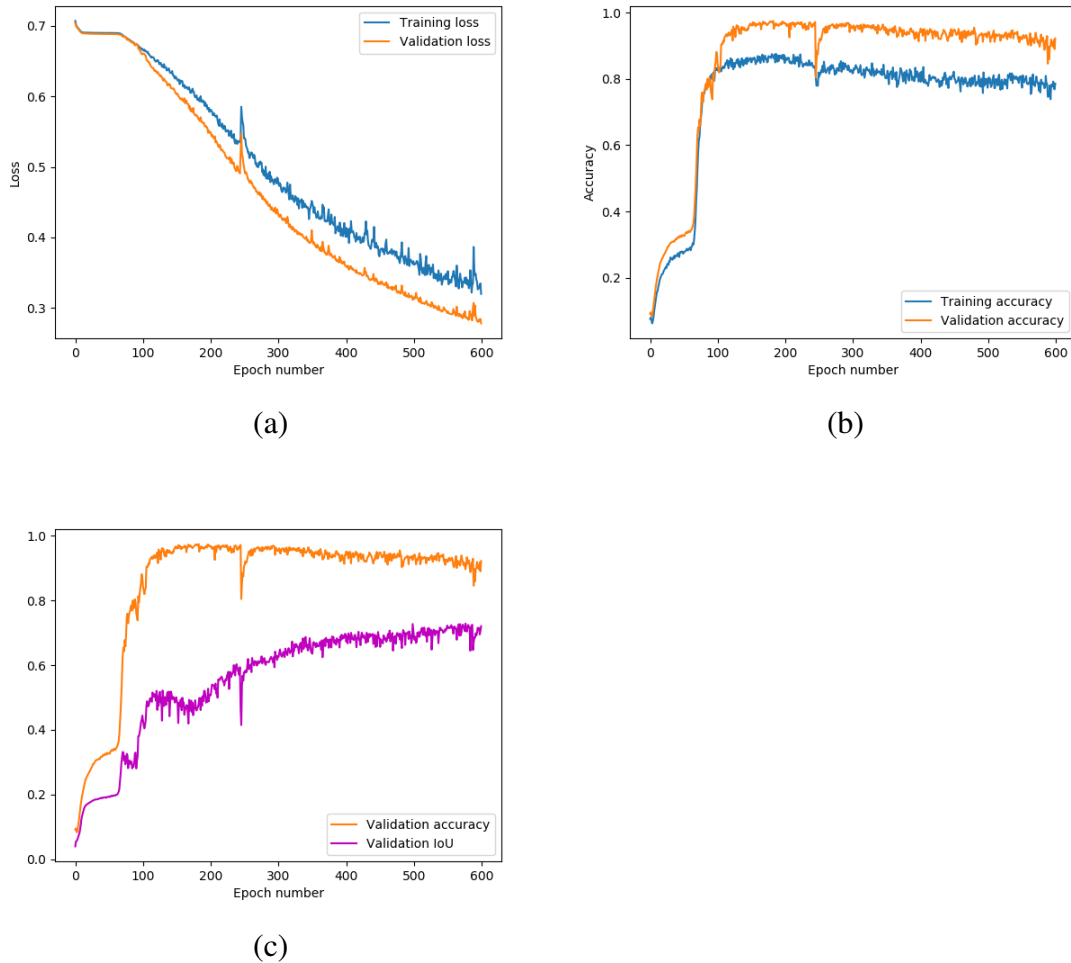 0.7
0.6
0.5
0.4
0.3
Loss
Training loss
Validation loss
0 100 200 300 400 500 600
Epoch number
(a)
1.0
0.8
0.6
0.4
0.2
Accuracy
Training accuracy
Validation accuracy
0 100 200 300 400 500 600
Epoch number
(b)
1.0
0.8
0.6
0.4
0.2
0.0
Validation accuracy
Validation IoU
0 100 200 300 400 500 600
Epoch number
(c)